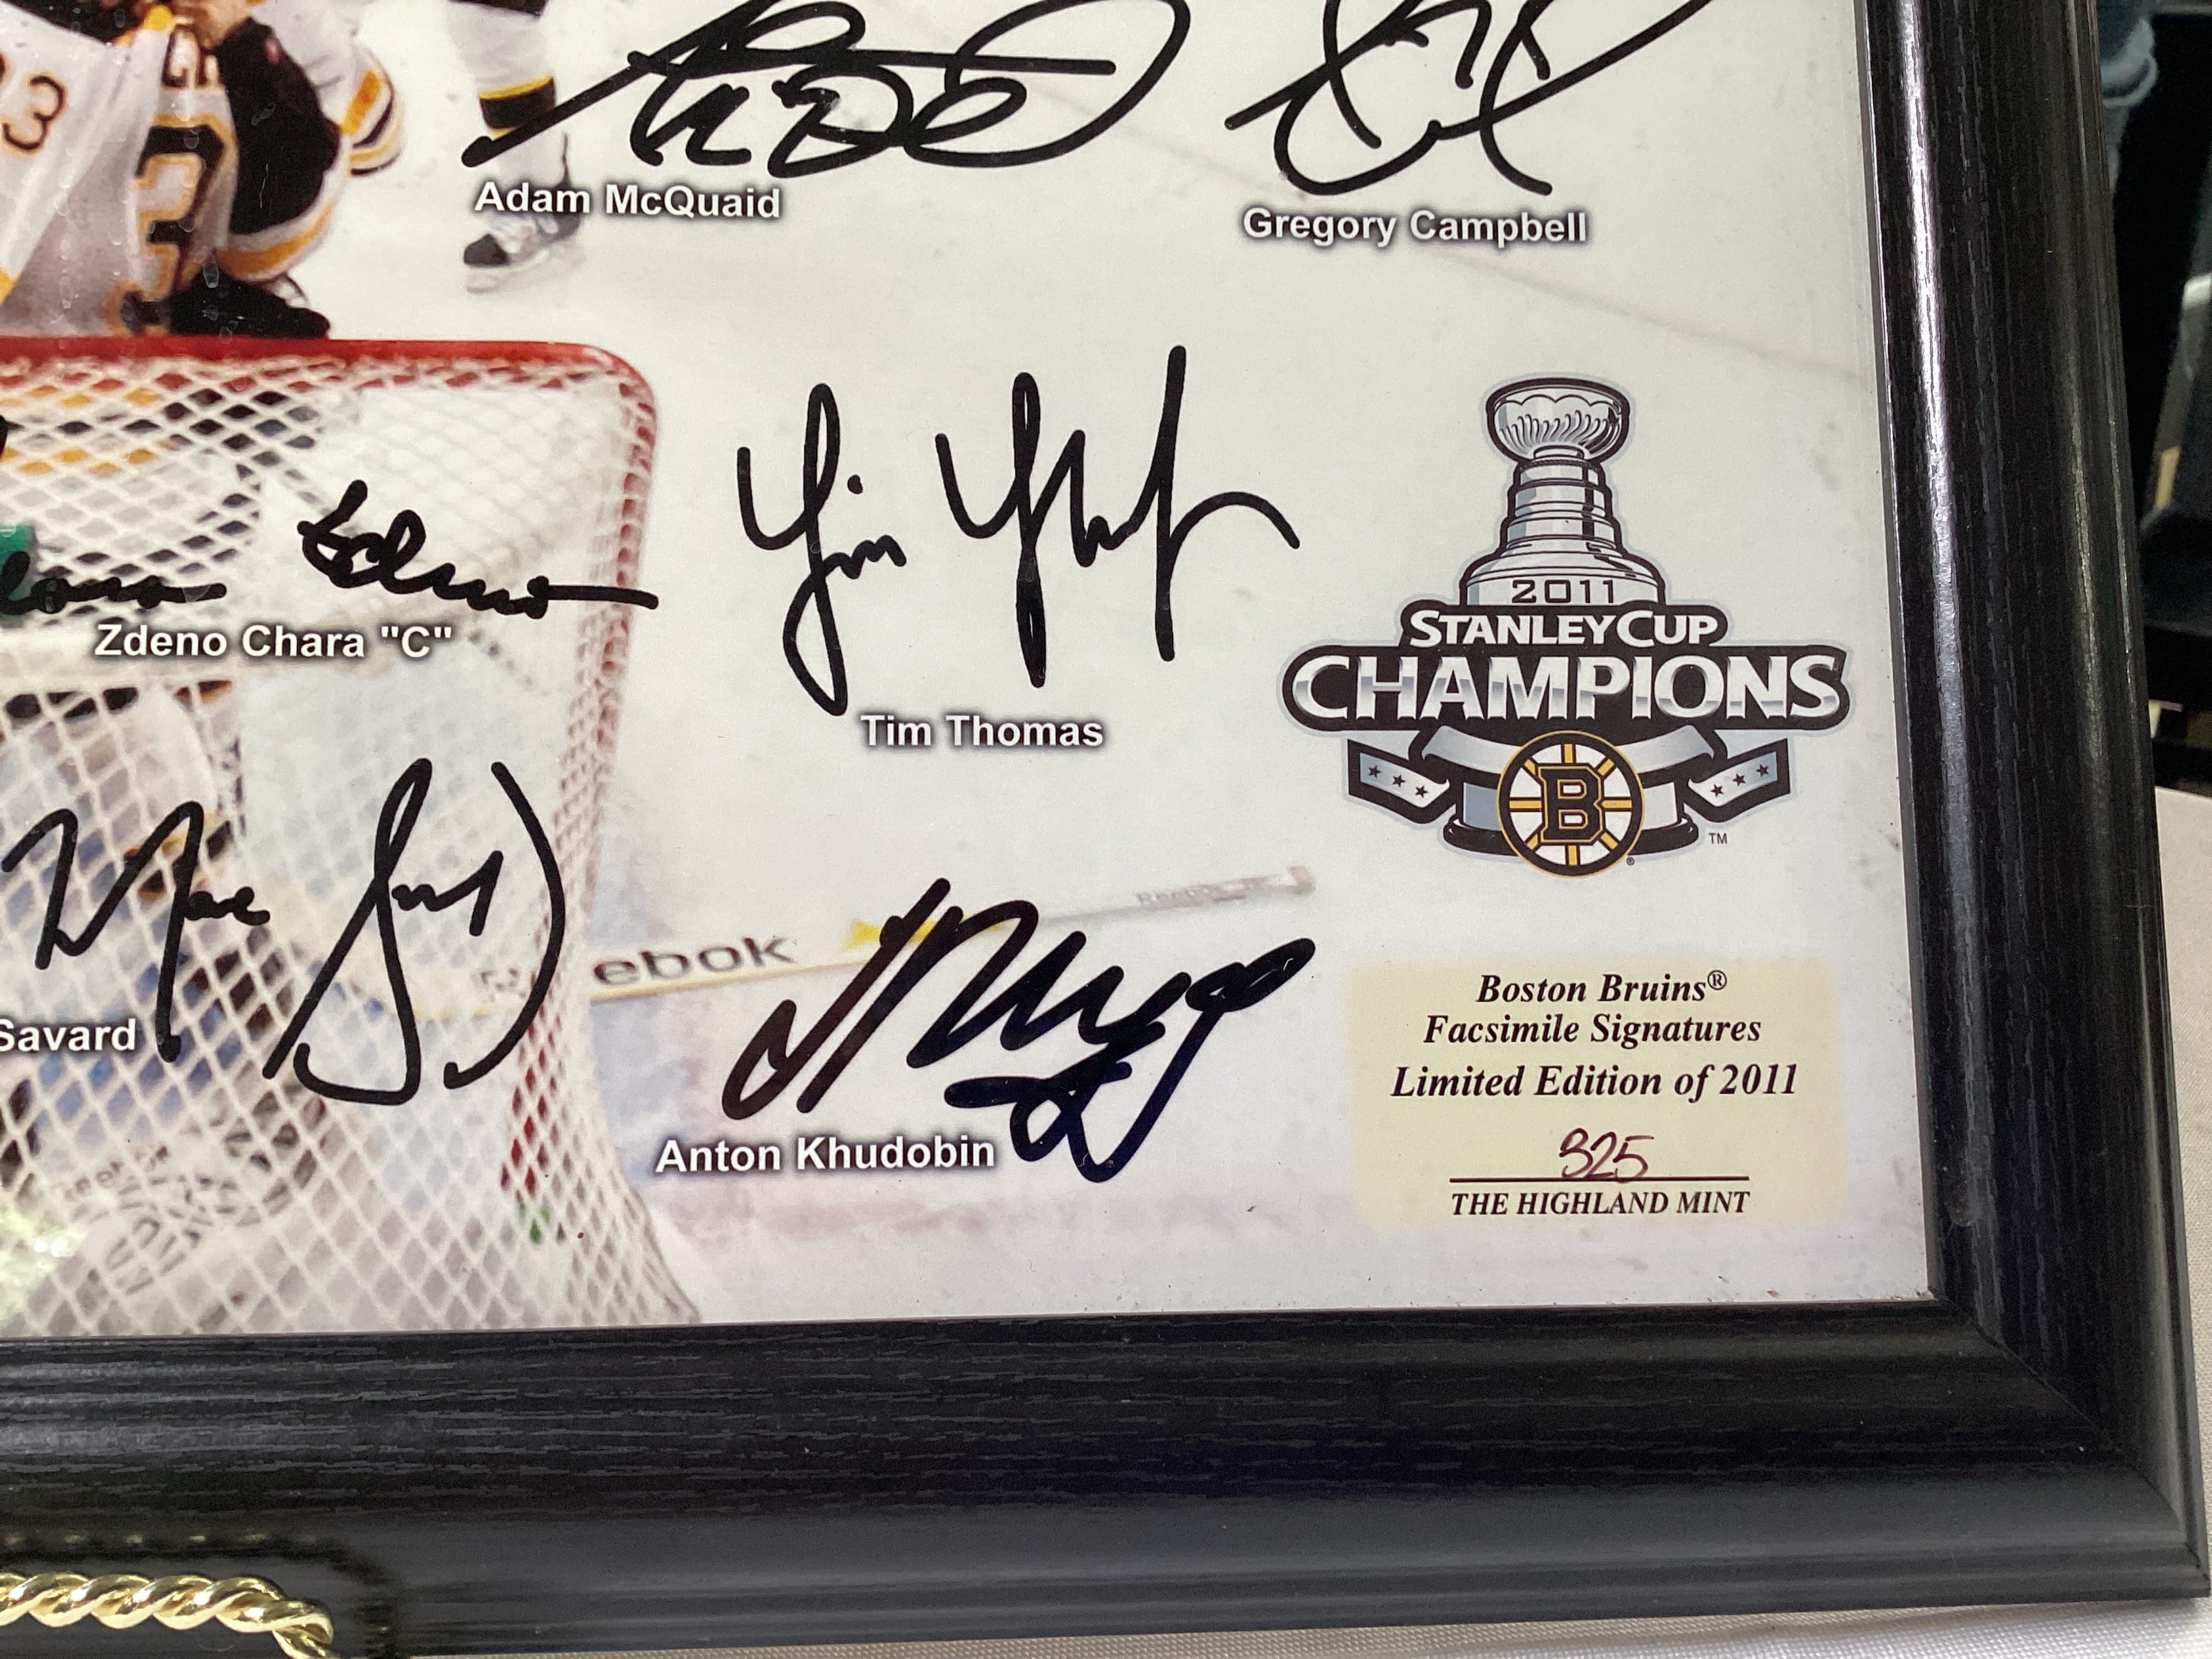 Adam McQuaid
Gregory Campbell
Zdeno Chara "C"
Tim Thomas
2011
STANLEY CUP
CHAMPIONS
B
TM
Savard
ebok
Anton Khudobin
Boston Bruins®
Facsimile Signatures
Limited Edition of 2011
325
THE HIGHLAND MINT